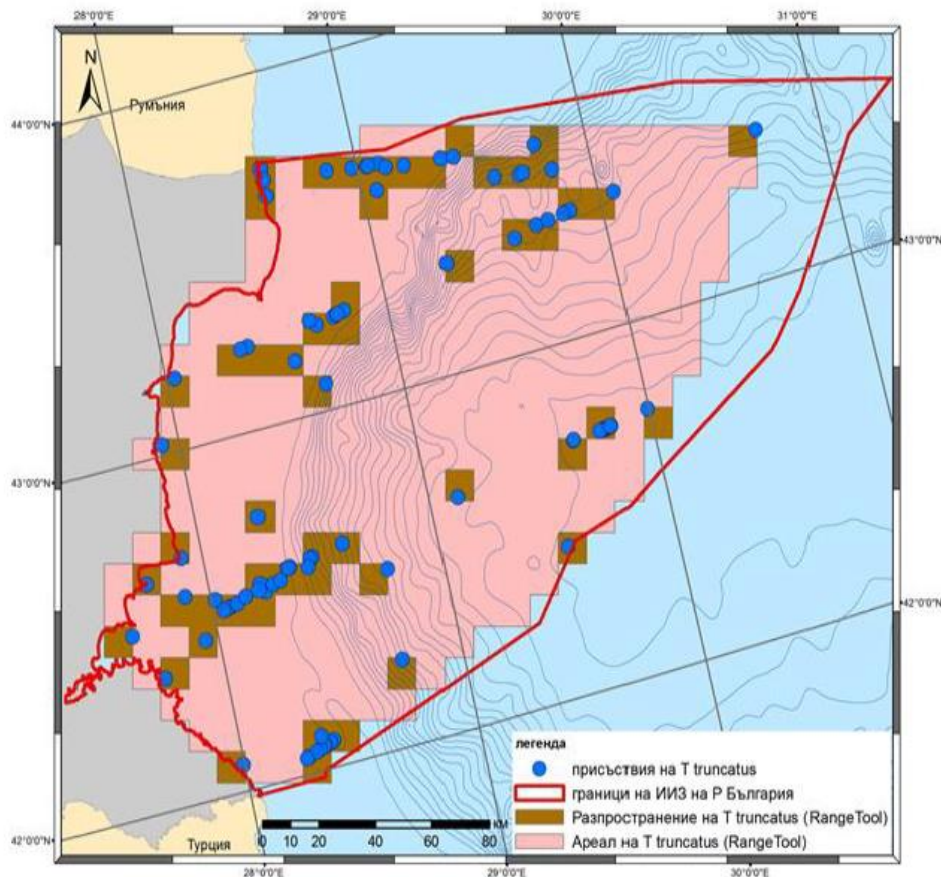 28°0'0"E 29°0'0"E 30°0'0"E 31°0'0"E
N
Румъния
44°0'0"N
43°0'0"N
43°0'0"N
42°0'0"N
легенда
присъствия на T truncatus
граници на ИИЗ на Р България
Разпространение на T truncatus (RangeTool)
Ареал на T truncatus (RangeTool)
км
0 10 20 40 60 80
Турция
42°0'0"N
28°0'0"E 29°0'0"E 30°0'0"E